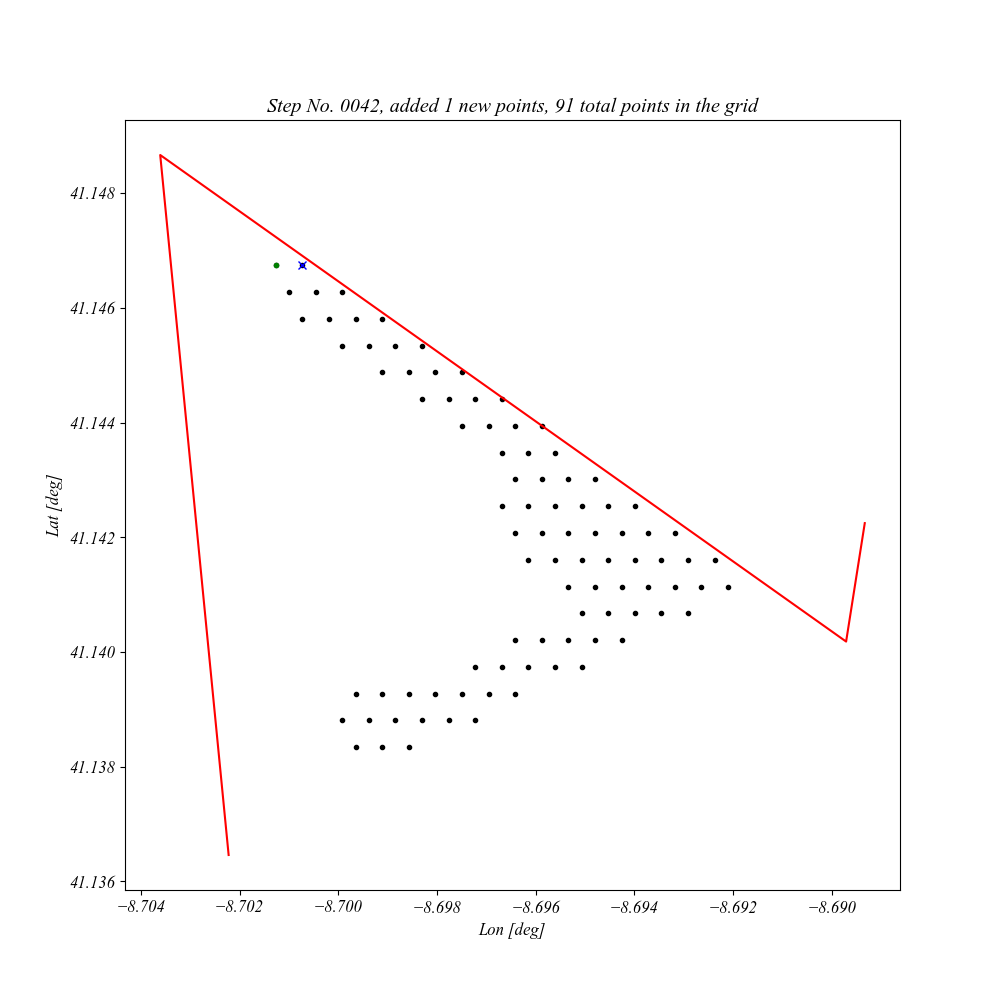 Step No. 0042, added 1 new points, 91 total points in the grid
41.148
41.146
41.144
41.142
41.140
41.138
41.136
Lat [deg]
−8.704 −8.702 −8.700 −8.698 −8.696 −8.694 −8.692 −8.690
Lon [deg]